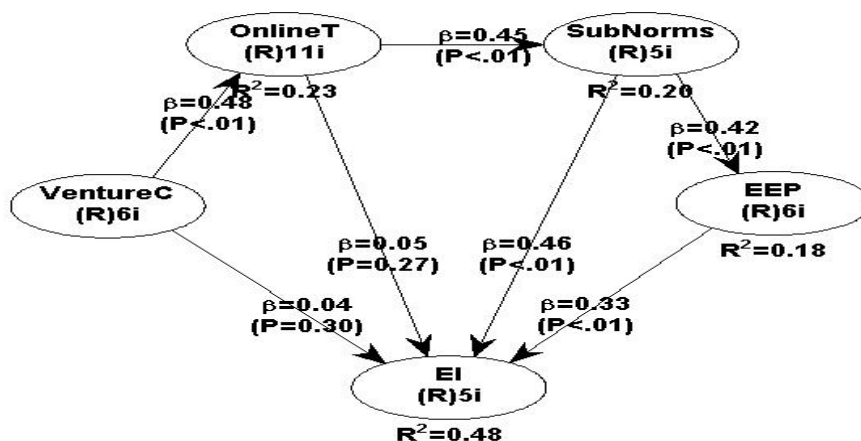 OnlineT
(R)11i
R²=0.23
β=0.45
(P<.01)
SubNorms
(R)5i
R²=0.20
β=0.48
(P<.01)
β=0.42
(P<.01)
VentureC
(R)6i
EEP
(R)6i
R²=0.18
β=0.05
(P=0.27)
β=0.46
(P<.01)
β=0.04
(P=0.30)
β=0.33
(P<.01)
EI
(R)5i
R²=0.48